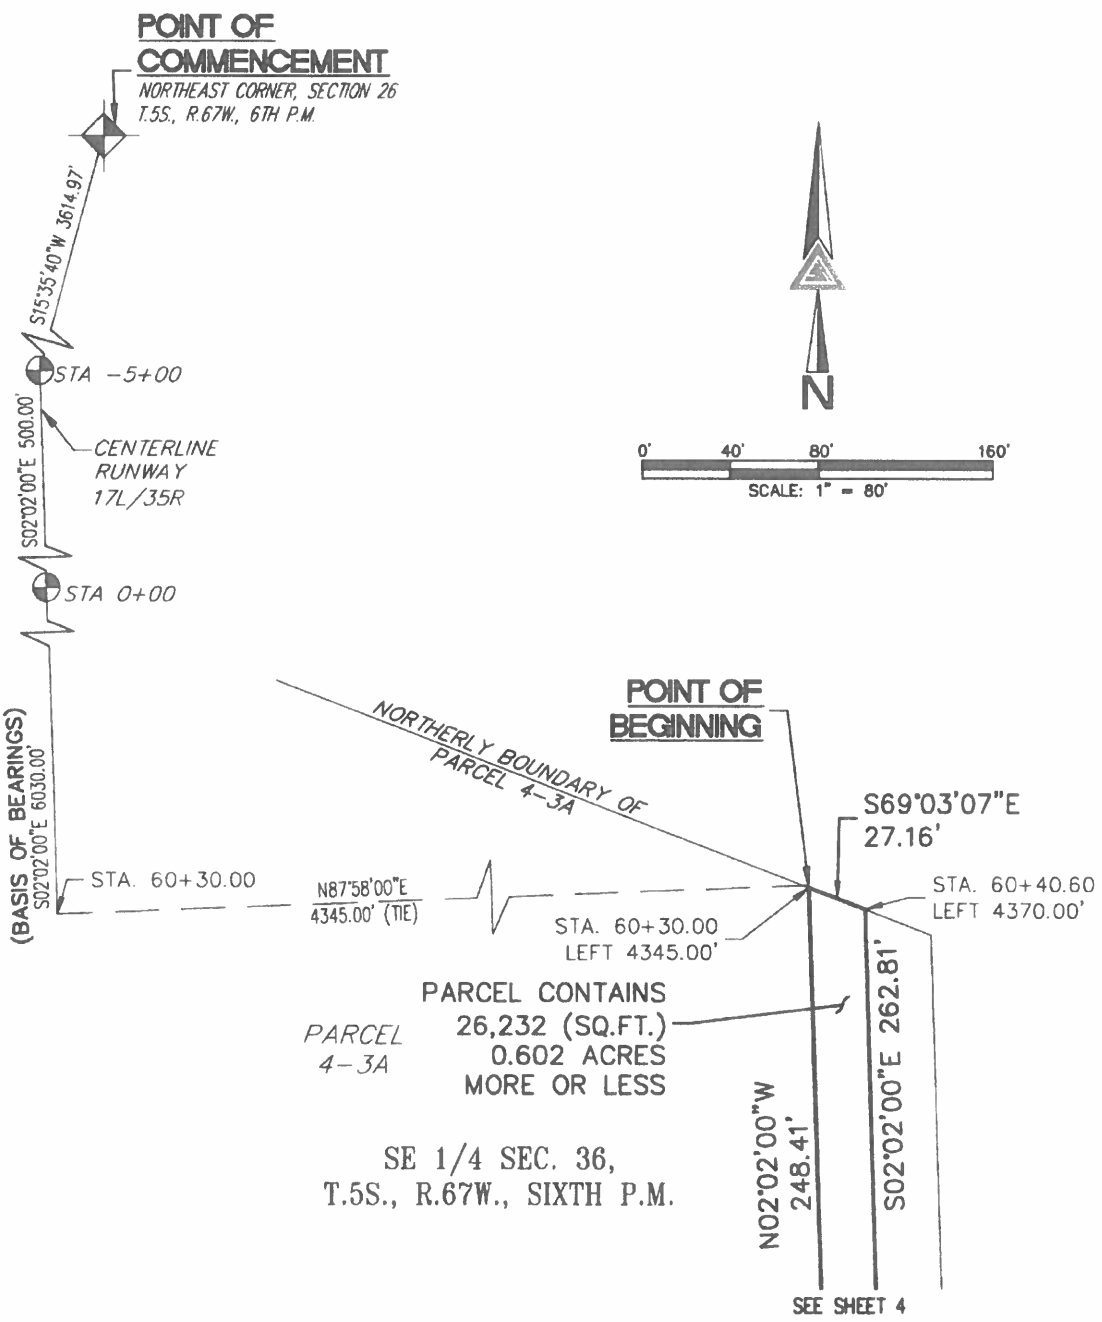 POINT OF
COMMENCEMENT
NORTHEAST CORNER, SECTION 26
T.5S., R.67W., 6TH P.M.
S15°35'40"W 3614.97'
STA -5+00
CENTERLINE
RUNWAY
17L/35R
S02°02'00"E 500.00'
STA 0+00
N
0' 40' 80' 160'
SCALE: 1" = 80'
(BASIS OF BEARINGS)
S02°02'00"E 6030.00'
NORTHERLY BOUNDARY OF
PARCEL 4-3A
POINT OF
BEGINNING
S69°03'07"E
27.16'
STA. 60+30.00
N87°58'00"E
4345.00' (TIE)
STA. 60+40.60
LEFT 4370.00'
STA. 60+30.00
LEFT 4345.00'
PARCEL CONTAINS
26,232 (SQ.FT.)
0.602 ACRES
MORE OR LESS
PARCEL
4-3A
N02°02'00"W
248.41'
S02°02'00"E 262.81'
SE 1/4 SEC. 36,
T.5S., R.67W., SIXTH P.M.
SEE SHEET 4